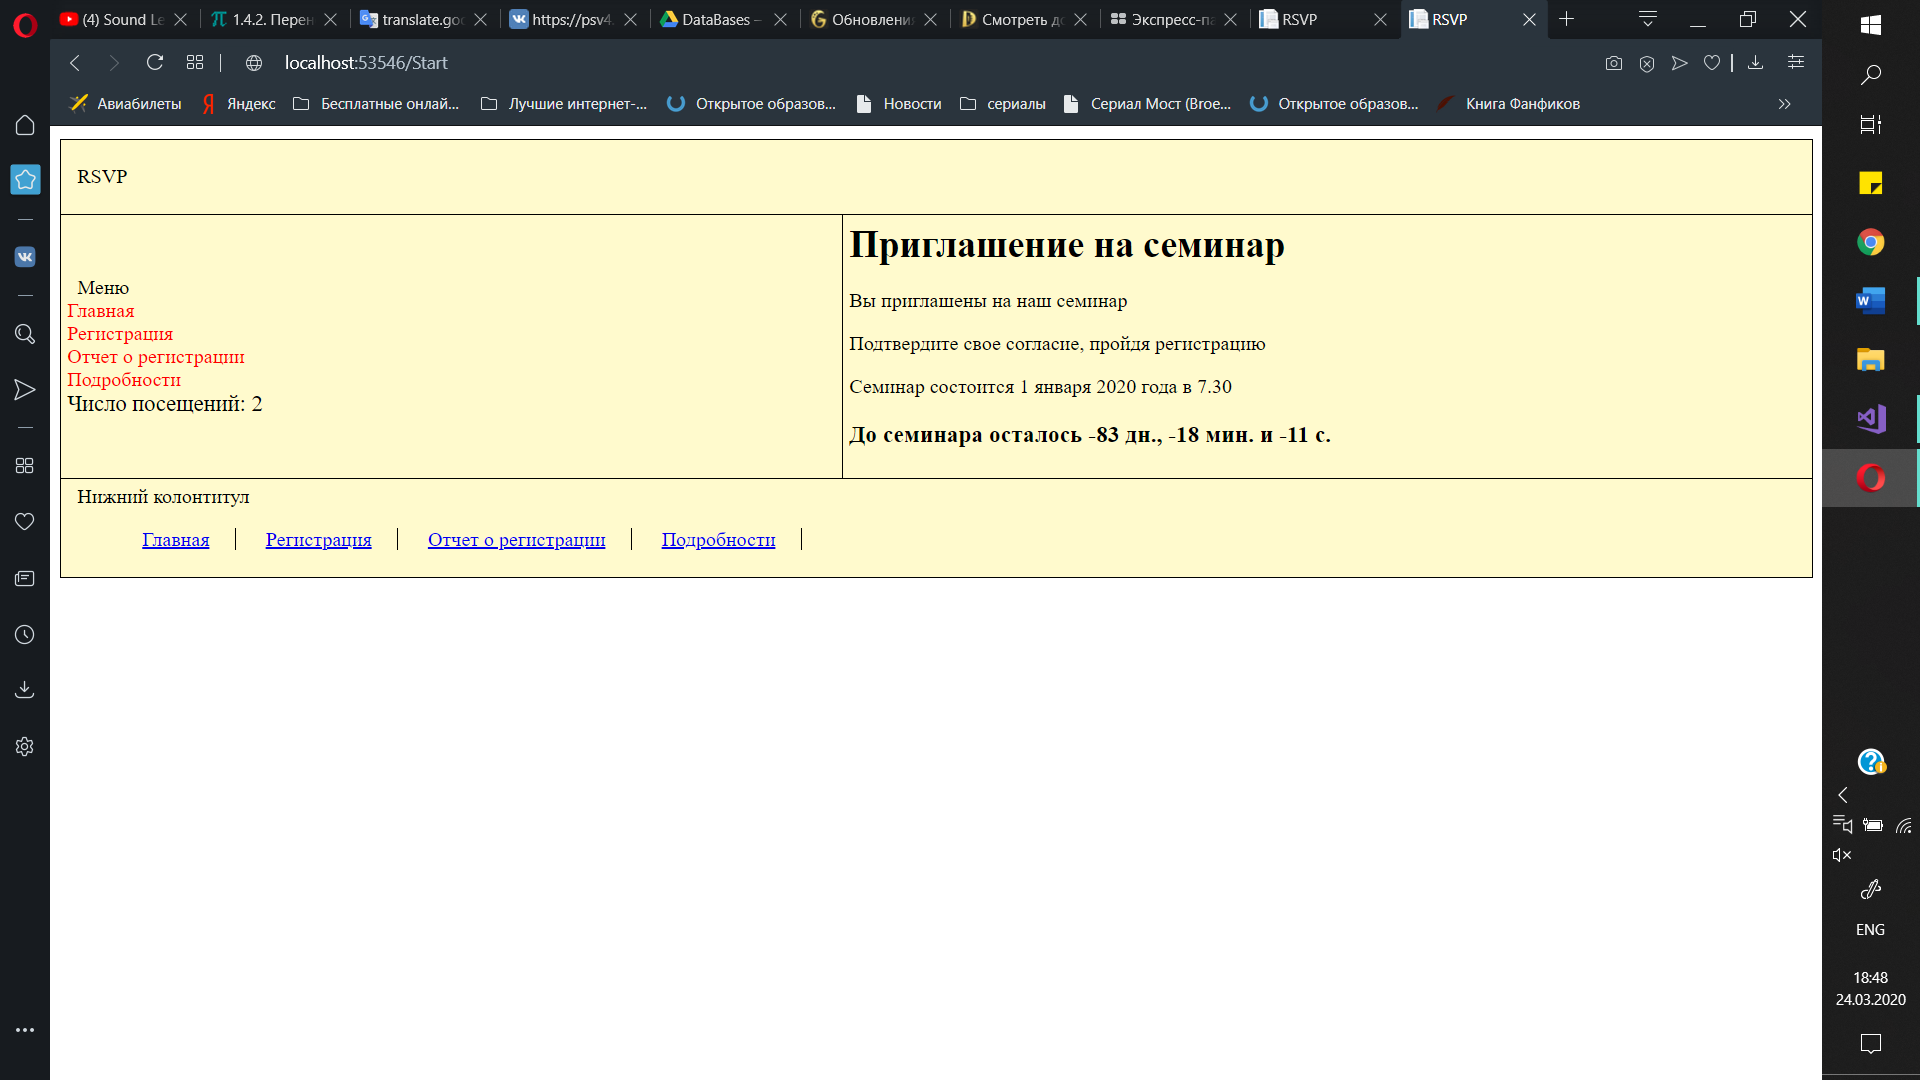 (4) Sound Le
1.4.2. Перен
translate.goo
https://psv4.
DataBases –
Обновления
Смотреть до
Экспресс-па
RSVP
RSVP
localhost:53546/Start
Авиабилеты
Яндекс
Бесплатные онлай...
Лучшие интернет-...
Открытое образов...
Новости
сериалы
Сериал Мост (Broe...
Открытое образов...
Книга Фанфиков
RSVP
Меню
Главная
Регистрация
Отчет о регистрации
Подробности
Число посещений: 2
Приглашение на семинар
Вы приглашены на наш семинар
Подтвердите свое согласие, пройдя регистрацию
Семинар состоится 1 января 2020 года в 7.30
До семинара осталось -83 дн., -18 мин. и -11 с.
Нижний колонтитул
Главная
Регистрация
Отчет о регистрации
Подробности
ENG
18:48
24.03.2020